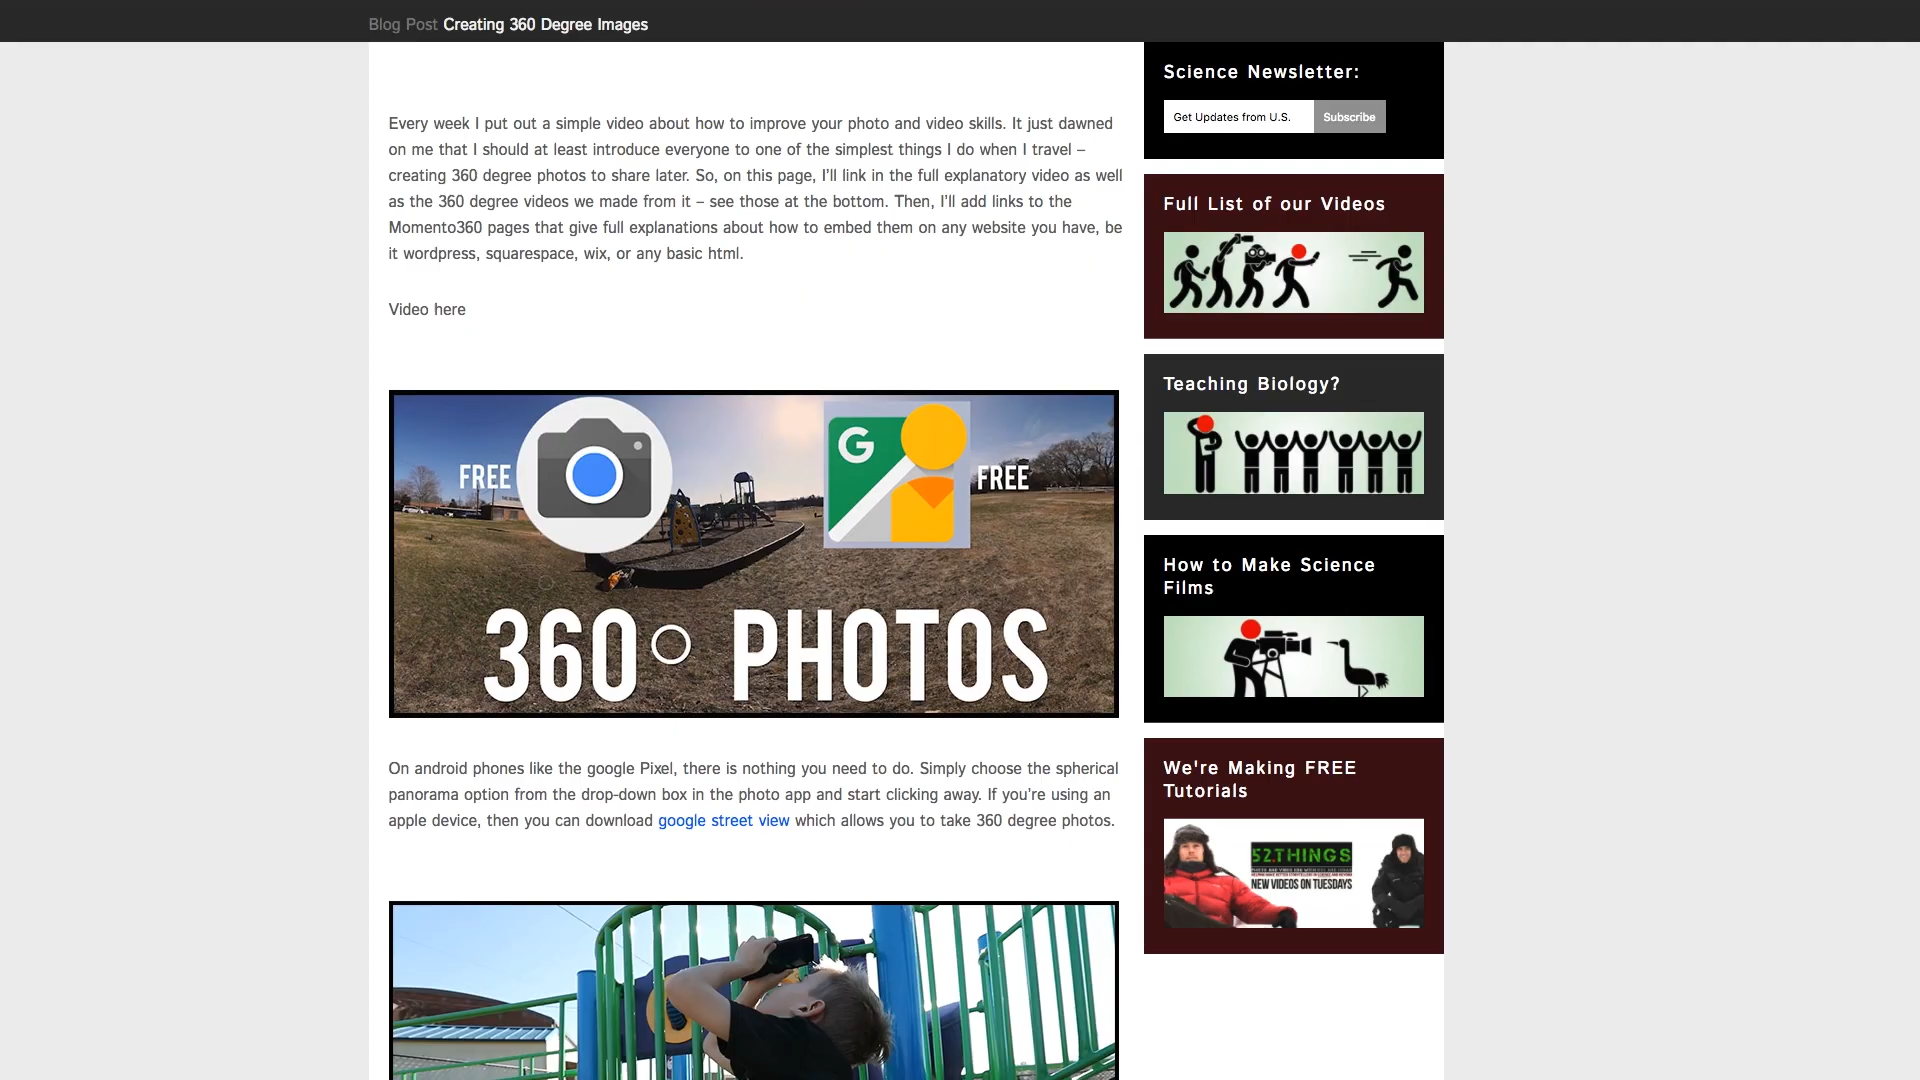 Blog Post Creating 360 Degree Images
Every week I put out a simple video about how to improve your photo and video skills. It just dawned
on me that I should at least introduce everyone to one of the simplest things I do when I travel –
creating 360 degree photos to share later. So, on this page, I'll link in the full explanatory video as well
as the 360 degree videos we made from it – see those at the bottom. Then, I'll add links to the
Momento360 pages that give full explanations about how to embed them on any website you have, be
it wordpress, squarespace, wix, or any basic html.
Video here
FREE
G
FREE
360° PHOTOS
On android phones like the google Pixel, there is nothing you need to do. Simply choose the spherical
panorama option from the drop-down box in the photo app and start clicking away. If you're using an
apple device, then you can download google street view which allows you to take 360 degree photos.
Science Newsletter:
Get Updates from U.S.
Subscribe
Full List of our Videos
Teaching Biology?
How to Make Science
Films
We're Making FREE
Tutorials
52 THINGS
NEW VIDEOS ON TUESDAYS